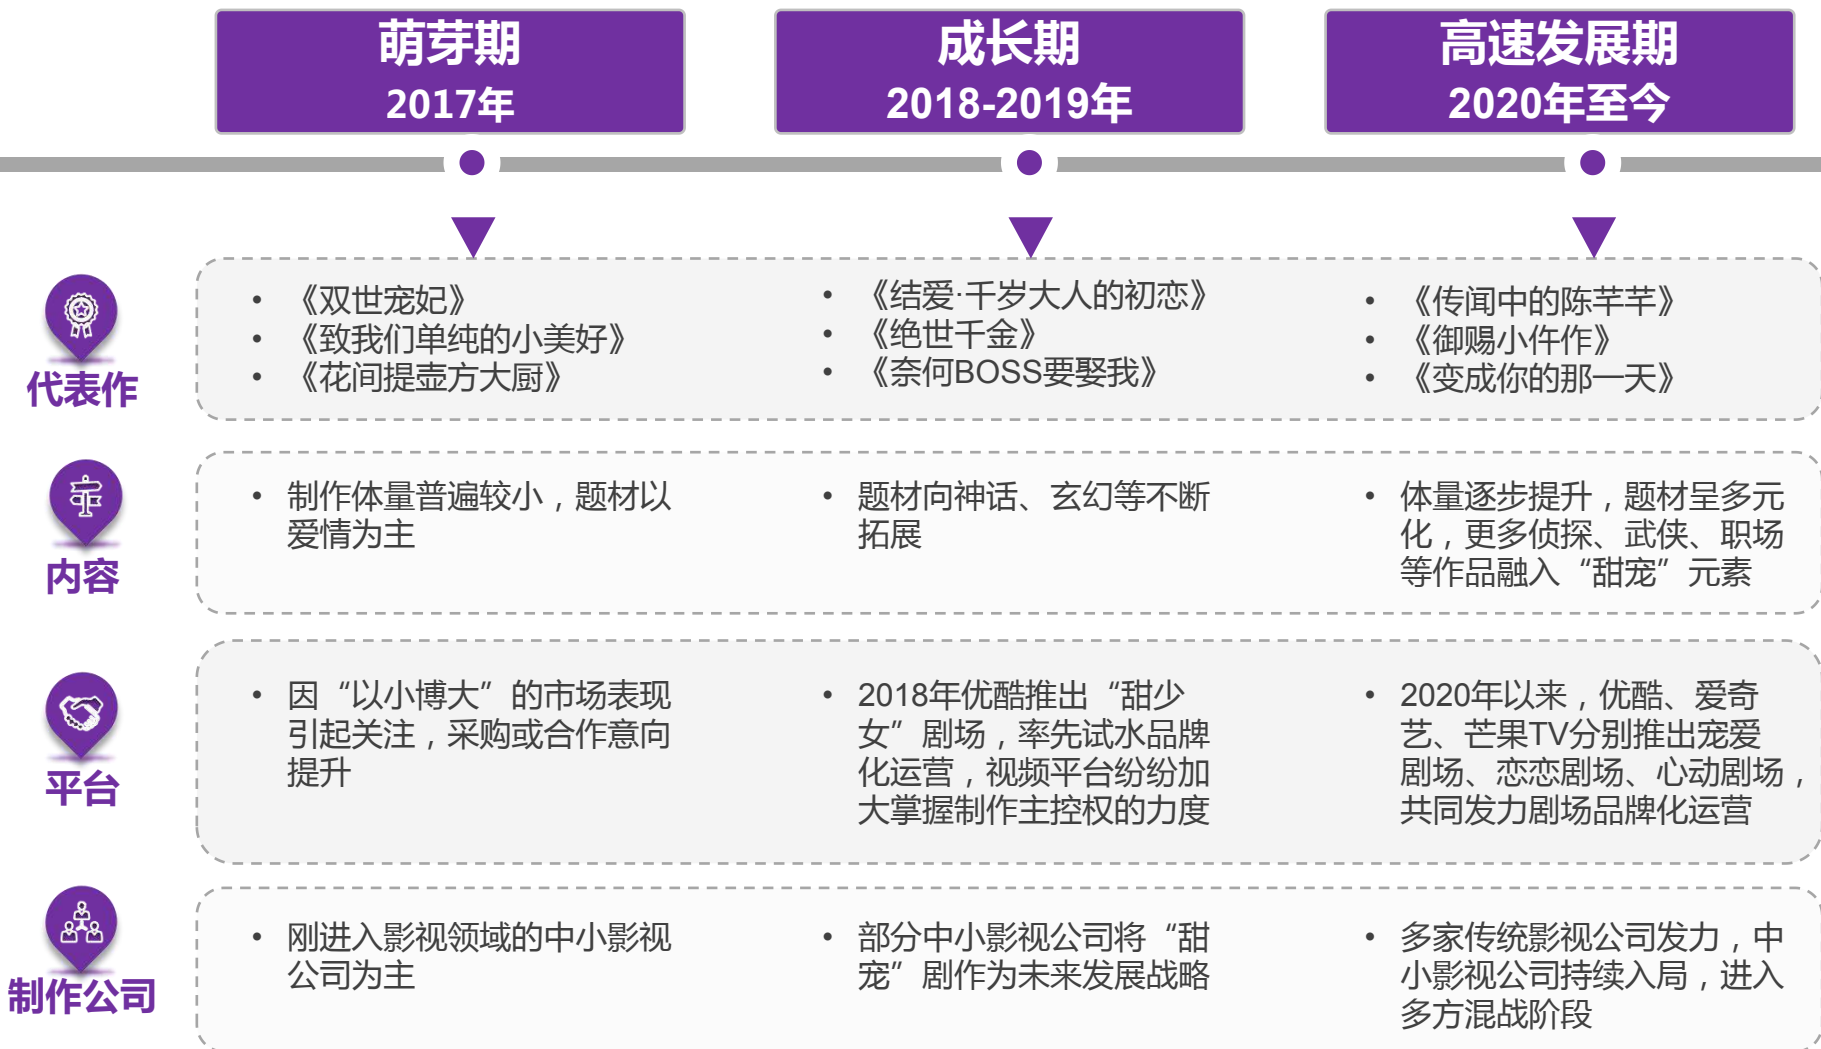 萌芽期
2017年
成长期
2018-2019年
高速发展期
2020年至今
代表作
• 《双世宠妃》
• 《致我们单纯的小美好》
• 《花间提壶方大厨》
• 《结爱·千岁大人的初恋》
• 《绝世千金》
• 《奈何BOSS要娶我》
• 《传闻中的陈芊芊》
• 《御赐小仵作》
• 《变成你的那一天》
内容
• 制作体量普遍较小，题材以
爱情为主
• 题材向神话、玄幻等不断
拓展
• 体量逐步提升，题材呈多元
化，更多侦探、武侠、职场
等作品融入“甜宠”元素
平台
• 因“以小博大”的市场表现
引起关注，采购或合作意向
提升
• 2018年优酷推出“甜少
女”剧场，率先试水品牌
化运营，视频平台纷纷加
大掌握制作主控权的力度
• 2020年以来，优酷、爱奇
艺、芒果TV分别推出宠爱
剧场、恋恋剧场、心动剧场，
共同发力剧场品牌化运营
制作公司
• 刚进入影视领域的中小影视
公司为主
• 部分中小影视公司将“甜
宠”剧作为未来发展战略
• 多家传统影视公司发力，中
小影视公司持续入局，进入
多方混战阶段